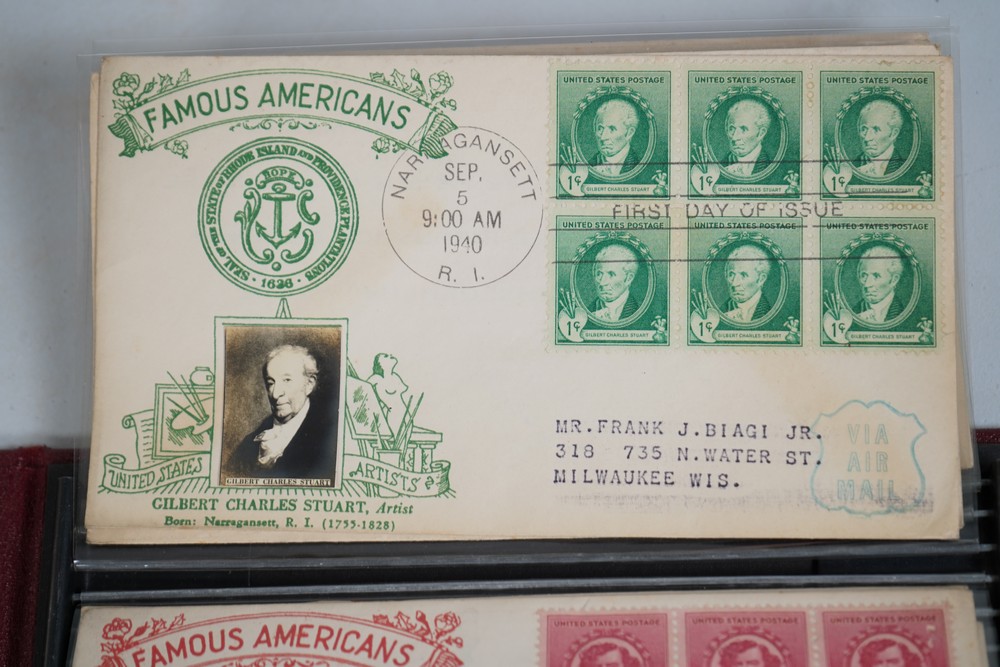 FAMOUS AMERICANS
SEAL OF THE STATE OF RHODE ISLAND AND PROVIDENCE PLANTATIONS
HOPE
· 1636 ·
GILBERT CHARLES STUART
UNITED STATES ARTISTS
GILBERT CHARLES STUART, Artist
Born: Narragansett, R. I. (1755-1828)
NARRAGANSETT
SEP.
5
9:00 AM
1940
R. I.
UNITED STATES POSTAGE UNITED STATES POSTAGE UNITED STATES POSTAGE
1¢ 1¢ 1¢
GILBERT CHARLES STUART GILBERT CHARLES STUART GILBERT CHARLES STUART
FIRST DAY OF ISSUE
UNITED STATES POSTAGE UNITED STATES POSTAGE UNITED STATES POSTAGE
1¢ 1¢ 1¢
GILBERT CHARLES STUART GILBERT CHARLES STUART GILBERT CHARLES STUART
MR.FRANK J.BIAGI JR.
318 735 N.WATER ST.
MILWAUKEE WIS.
VIA
AIR
MAIL
FAMOUS AMERICANS
UNITED STATES POSTAGE UNITED STATES POSTAGE UNITED STATES POSTAGE